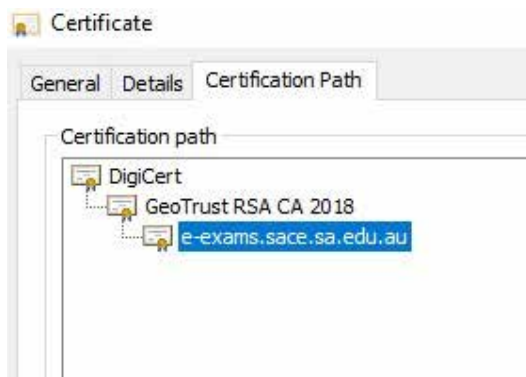 Certificate
General Details Certification Path
Certification path
DigiCert
GeoTrust RSA CA 2018
e-exams.sace.sa.edu.au